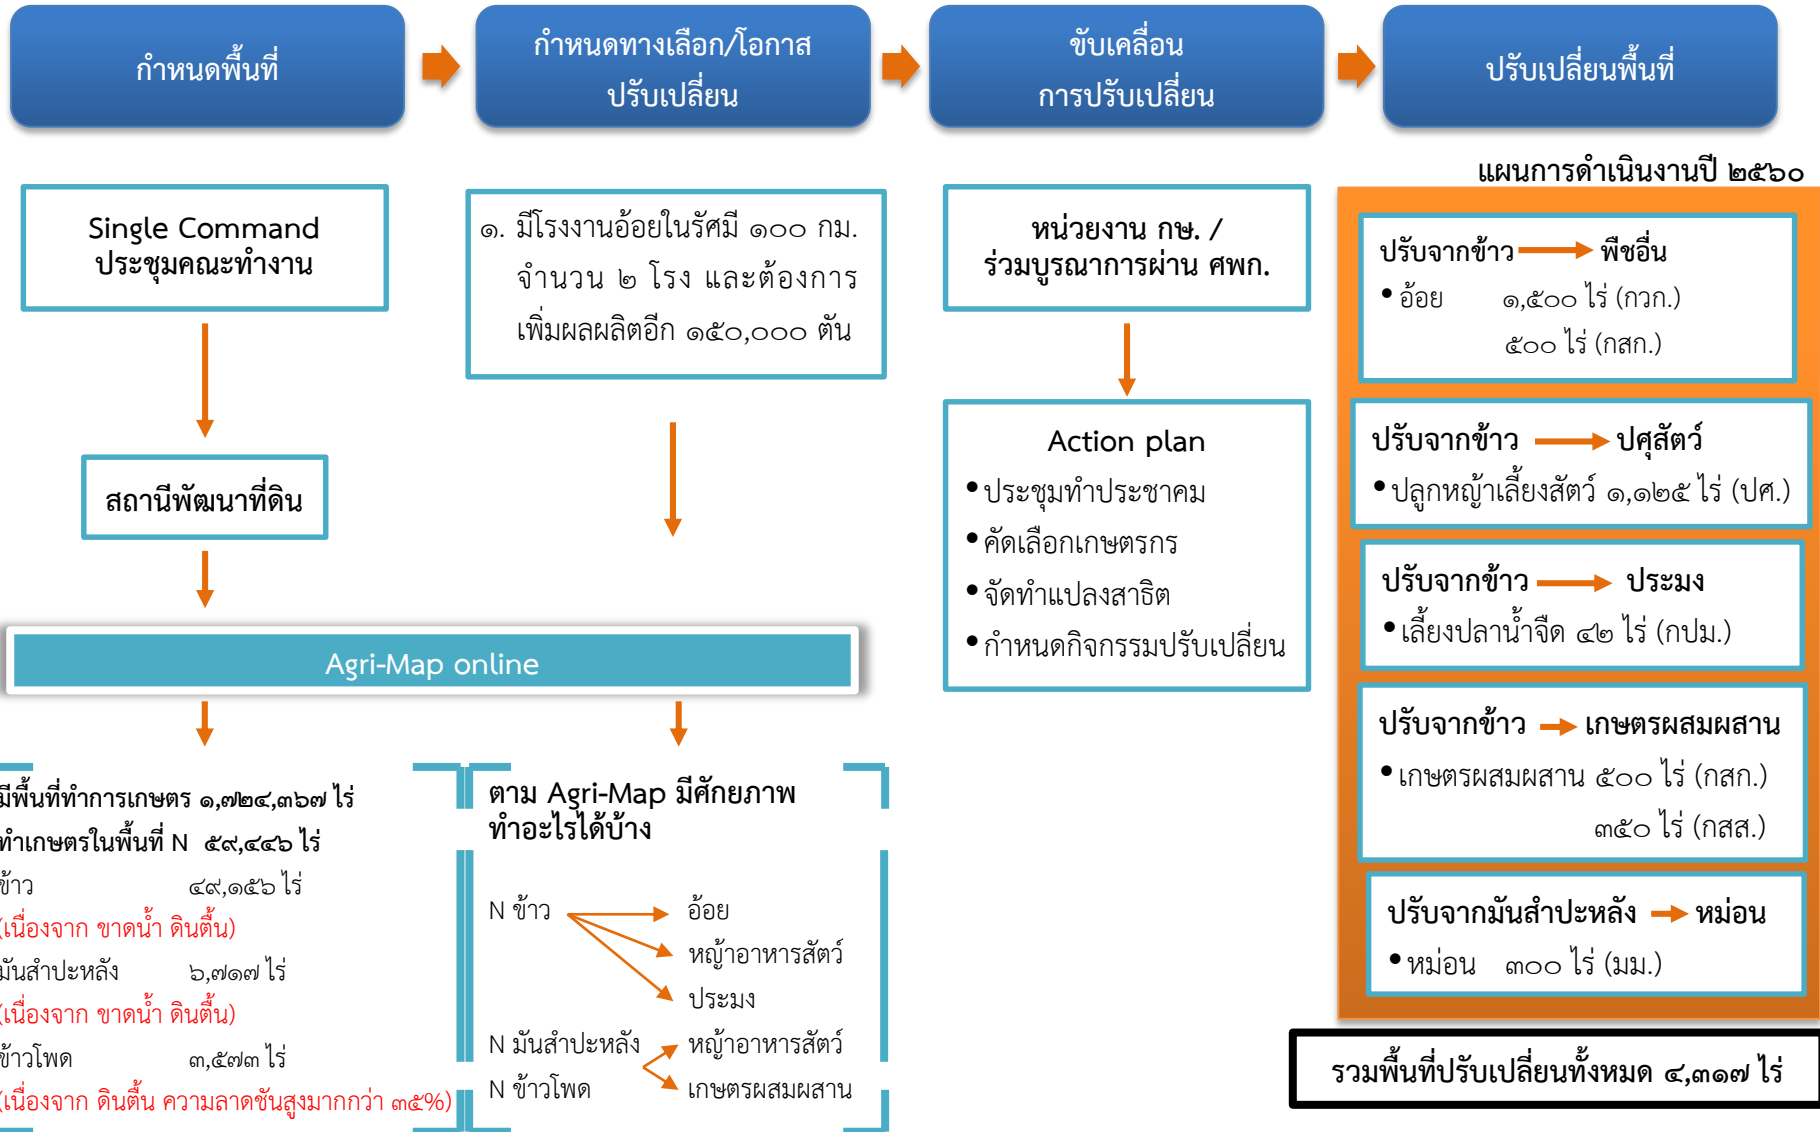 กำหนดพื้นที่
กำหนดทางเลือก/โอกาส
ปรับเปลี่ยน
ขับเคลื่อน
การปรับเปลี่ยน
ปรับเปลี่ยนพื้นที่
Single Command
ประชุมคณะทำงาน
สถานีพัฒนาที่ดิน
๑. มีโรงงานอ้อยในรัศมี ๑๐๐ กม.
จำนวน ๒ โรง และต้องการ
เพิ่มผลผลิตอีก ๑๕๐,๐๐๐ ตัน
Agri-Map online
มีพื้นที่ทำการเกษตร ๑,๗๒๔,๓๖๗ ไร่
ทำเกษตรในพื้นที่ N ๕๙,๔๔๖ ไร่
ข้าว ๔๙,๑๕๖ ไร่
(เนื่องจาก ขาดน้ำ ดินตื้น)
มันสำปะหลัง ๖,๗๑๗ ไร่
(เนื่องจาก ขาดน้ำ ดินตื้น)
ข้าวโพด ๓,๕๗๓ ไร่
(เนื่องจาก ดินตื้น ความลาดชันสูงมากกว่า ๓๕%)
ตาม Agri-Map มีศักยภาพ
ทำอะไรได้บ้าง
N ข้าว อ้อย
หญ้าอาหารสัตว์
ประมง
N มันสำปะหลัง หญ้าอาหารสัตว์
N ข้าวโพด เกษตรผสมผสาน
หน่วยงาน กษ. /
ร่วมบูรณาการผ่าน ศพก.
Action plan
•ประชุมทำประชาคม
•คัดเลือกเกษตรกร
•จัดทำแปลงสาธิต
•กำหนดกิจกรรมปรับเปลี่ยน
แผนการดำเนินงานปี ๒๕๖๐
ปรับจากข้าว พืชอื่น
•อ้อย ๑,๕๐๐ ไร่ (กวก.)
๕๐๐ ไร่ (กสก.)
ปรับจากข้าว ปศุสัตว์
•ปลูกหญ้าเลี้ยงสัตว์ ๑,๑๒๕ ไร่ (ปศ.)
ปรับจากข้าว ประมง
•เลี้ยงปลาน้ำจืด ๔๒ ไร่ (กปม.)
ปรับจากข้าว เกษตรผสมผสาน
•เกษตรผสมผสาน ๕๐๐ ไร่ (กสก.)
๓๕๐ ไร่ (กสส.)
ปรับจากมันสำปะหลัง หม่อน
•หม่อน ๓๐๐ ไร่ (มม.)
รวมพื้นที่ปรับเปลี่ยนทั้งหมด ๔,๓๑๗ ไร่